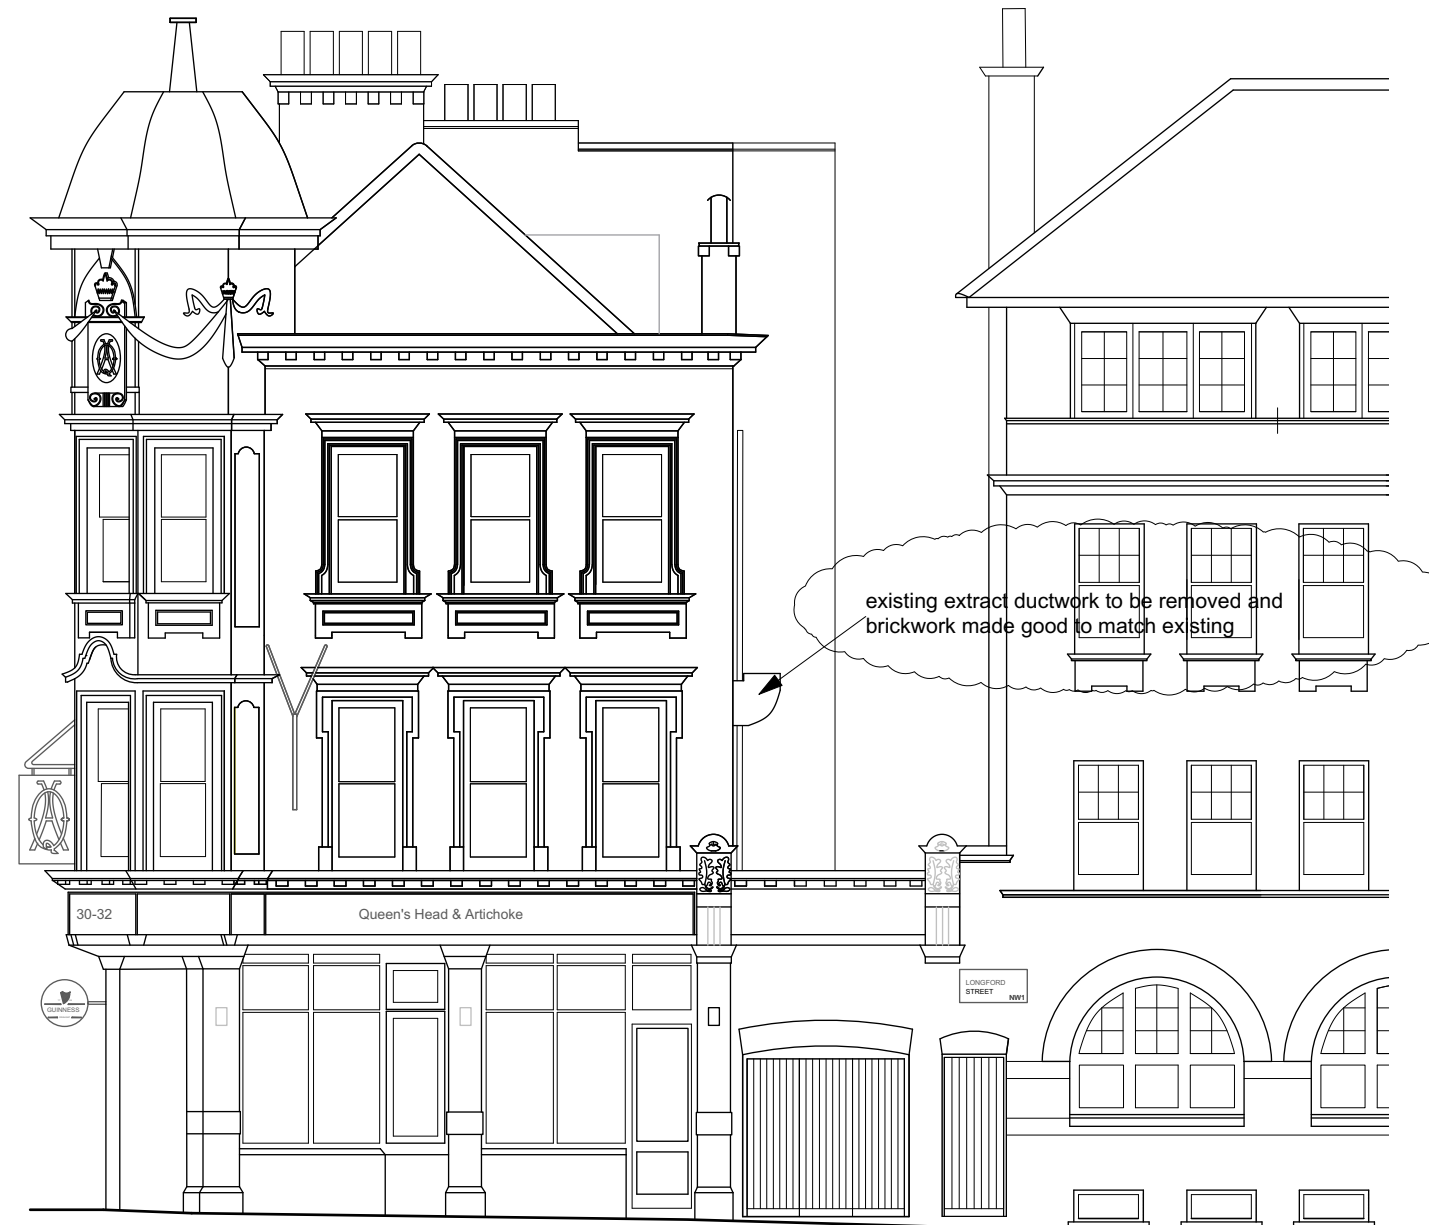 existing extract ductwork to be removed and
brickwork made good to match existing
30-32
Queen's Head & Artichoke
GUINNESS
LONGFORD
STREET
NW1